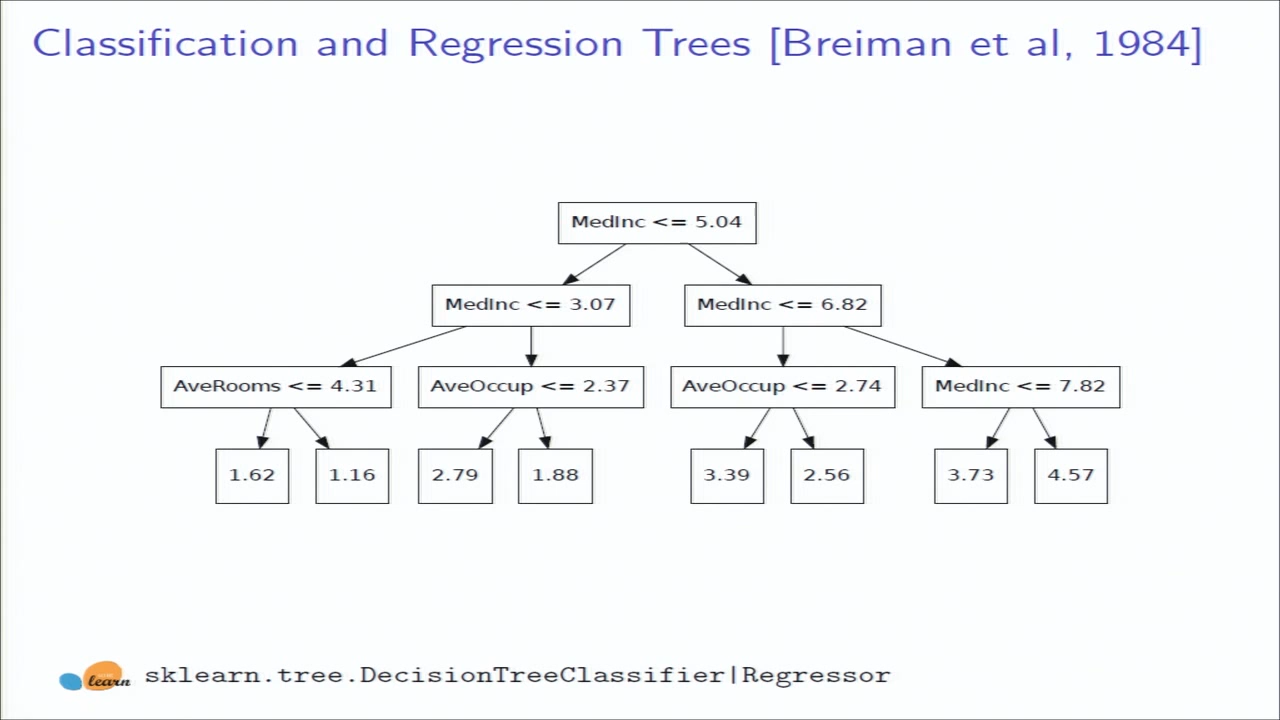 Classification and Regression Trees [Breiman et al, 1984]
MedInc <= 5.04
MedInc <= 3.07
MedInc <= 6.82
AveRooms <= 4.31
AveOccup <= 2.37
AveOccup <= 2.74
MedInc <= 7.82
1.62
1.16
2.79
1.88
3.39
2.56
3.73
4.57
learn
sklearn.tree.DecisionTreeClassifier|Regressor